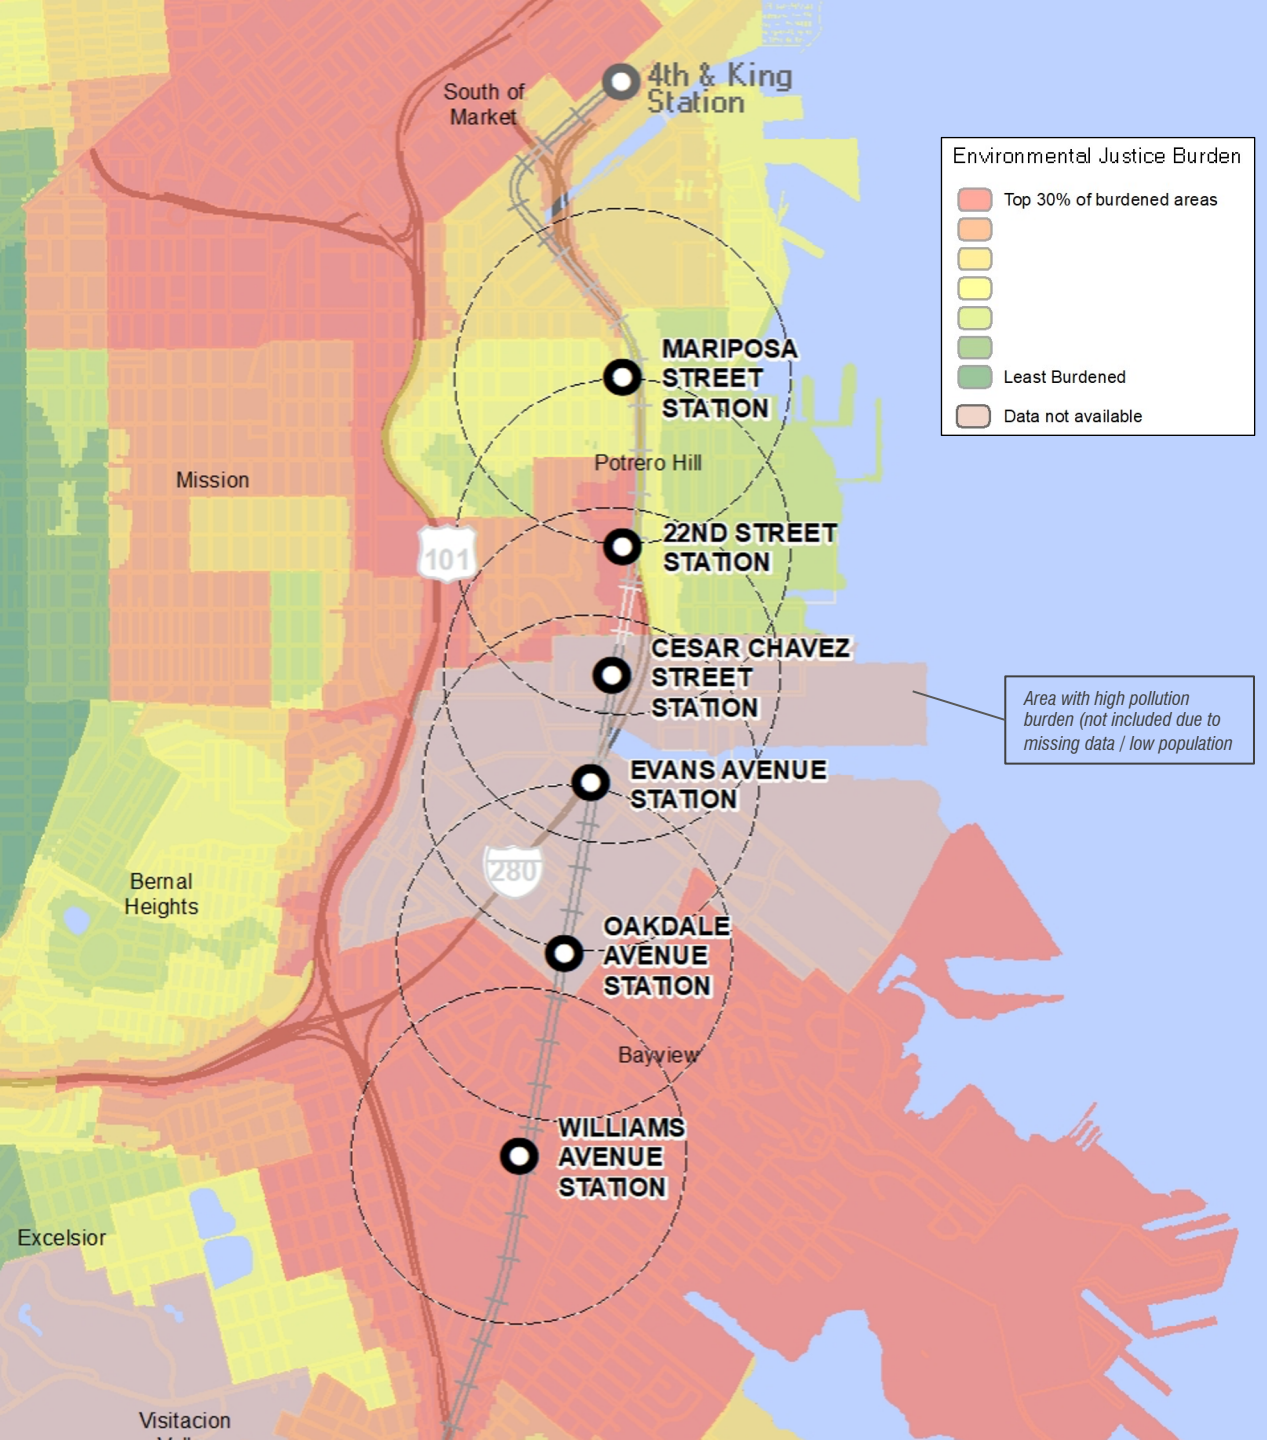 4th & King
Station
South of
Market
Environmental Justice Burden
Top 30% of burdened areas
Least Burdened
Data not available
MARIPOSA
STREET
STATION
Potrero Hill
Mission
22ND STREET
STATION
101
CESAR CHAVEZ
STREET
STATION
Area with high pollution
burden (not included due to
missing data / low population
EVANS AVENUE
STATION
280
Bernal
Heights
OAKDALE
AVENUE
STATION
Bayview
WILLIAMS
AVENUE
STATION
Excelsior
Visitacion